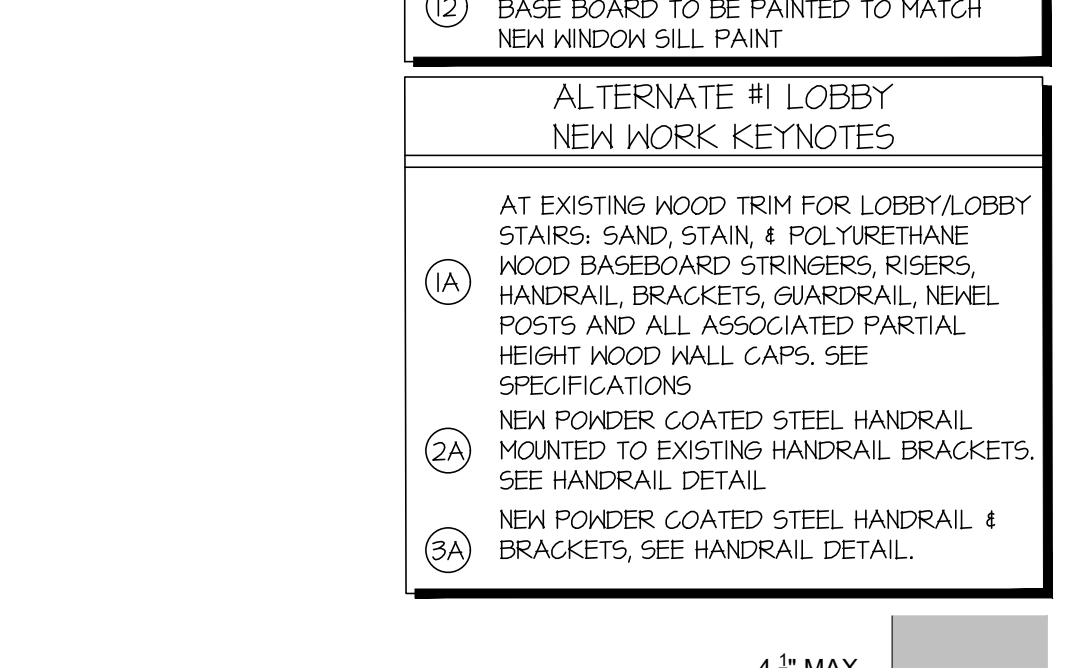 12
BASE BOARD TO BE PAINTED TO MATCH
NEW WINDOW SILL PAINT
ALTERNATE #1 LOBBY
NEW WORK KEYNOTES
1A
AT EXISTING WOOD TRIM FOR LOBBY/LOBBY
STAIRS: SAND, STAIN, & POLYURETHANE
WOOD BASEBOARD STRINGERS, RISERS,
HANDRAIL, BRACKETS, GUARDRAIL, NEWEL
POSTS AND ALL ASSOCIATED PARTIAL
HEIGHT WOOD WALL CAPS. SEE
SPECIFICATIONS
2A
NEW POWDER COATED STEEL HANDRAIL
MOUNTED TO EXISTING HANDRAIL BRACKETS.
SEE HANDRAIL DETAIL
3A
NEW POWDER COATED STEEL HANDRAIL &
BRACKETS, SEE HANDRAIL DETAIL.
MAX